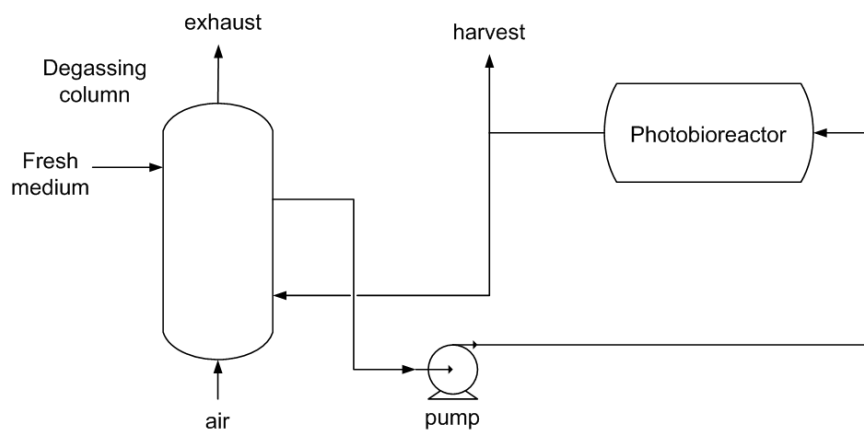 exhaust
harvest
Degassing
column
Photobioreactor
Fresh
medium
air
pump